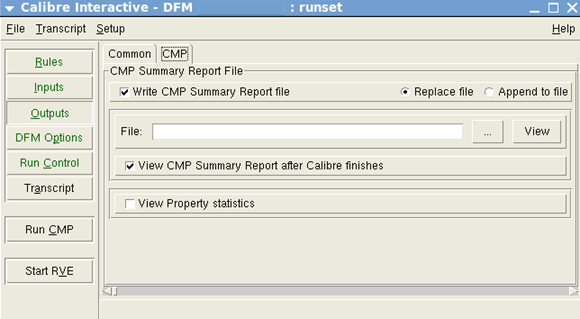 Calibre Interactive - DFM : runset
File Transcript Setup Help
Rules
Inputs
Outputs
DFM Options
Run Control
Transcript
Run CMP
Start RVE
Common CMP
CMP Summary Report File
Write CMP Summary Report file Replace file Append to file
File: ... View
View CMP Summary Report after Calibre finishes
View Property statistics